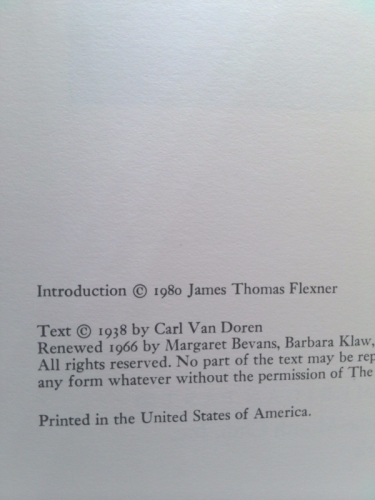 Introduction © 1980 James Thomas Flexner
Text © 1938 by Carl Van Doren
Renewed 1966 by Margaret Bevans, Barbara Klaw,
All rights reserved. No part of the text may be rep
any form whatever without the permission of The
Printed in the United States of America.